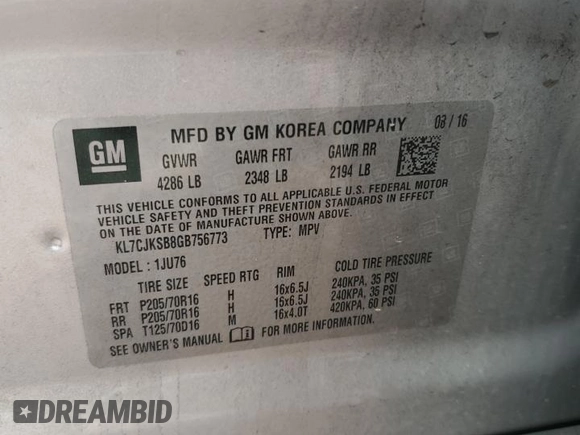 GM
MFD BY GM KOREA COMPANY 03/16
GVWR GAWR FRT GAWR RR
4286 LB 2348 LB 2194 LB
THIS VEHICLE CONFORMS TO ALL APPLICABLE U.S. FEDERAL MOTOR
VEHICLE SAFETY AND THEFT PREVENTION STANDARDS IN EFFECT
ON THE DATE OF MANUFACTURE SHOWN ABOVE.
KL7CJKSB8GB756773 TYPE: MPV
MODEL: 1JU76
TIRE SIZE SPEED RTG RIM COLD TIRE PRESSURE
FRT P205/70R16 H 16x6.5J 240KPA, 35 PSI
RR P205/70R16 H 16x6.5J 240KPA, 35 PSI
SPA T125/70D16 M 16x4.0T 420KPA, 60 PSI
SEE OWNER'S MANUAL FOR MORE INFORMATION
DREAMBID